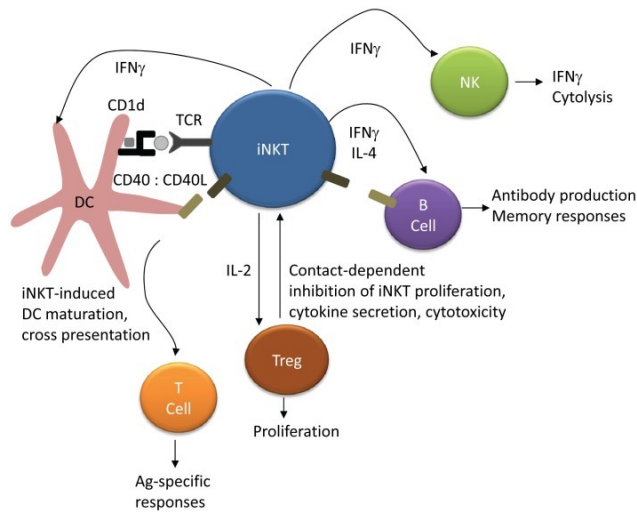 IFNγ
IFNγ
NK
IFNγ
Cytolysis
CD1d
TCR
iNKT
IFNγ
IL-4
CD40 : CD40L
DC
B
Cell
Antibody production
Memory responses
iNKT-induced
DC maturation,
cross presentation
IL-2
Contact-dependent
inhibition of iNKT proliferation,
cytokine secretion, cytotoxicity
Treg
T
Cell
Proliferation
Ag-specific
responses